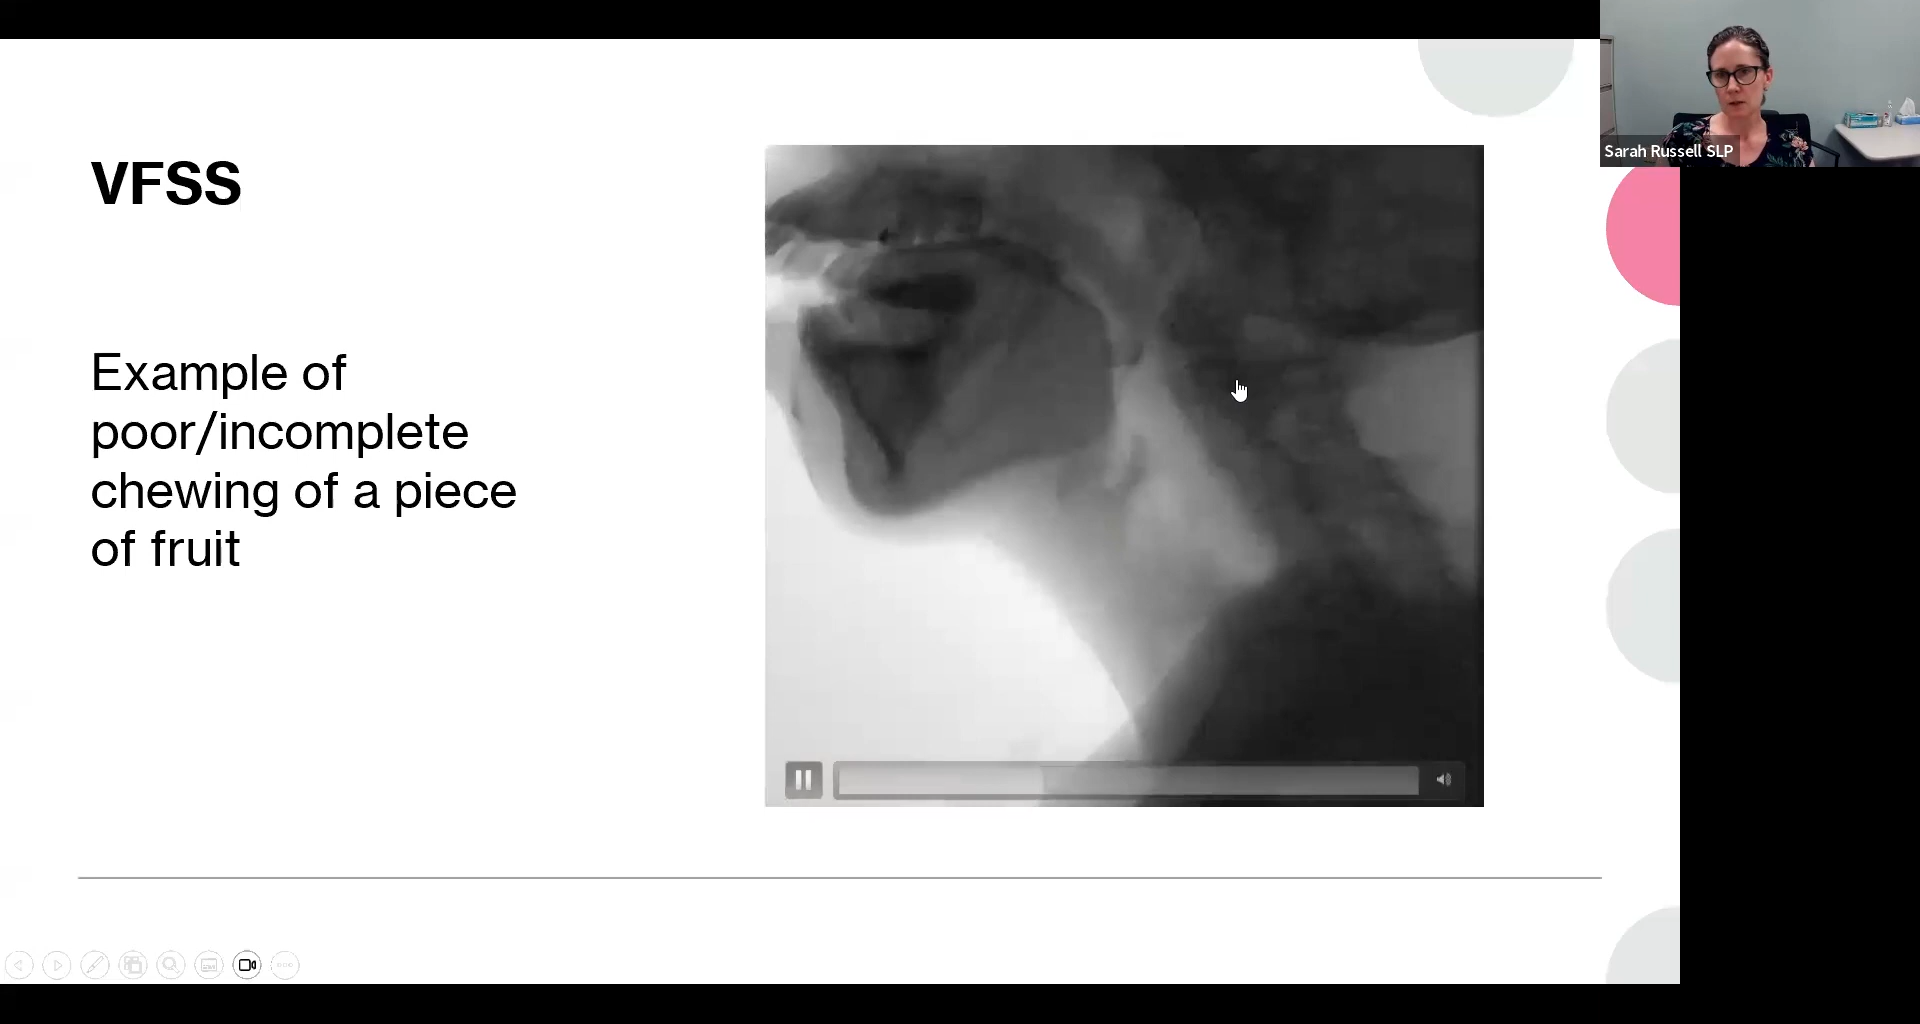 VFSS
Example of
poor/incomplete
chewing of a piece
of fruit
Sarah Russell SLP